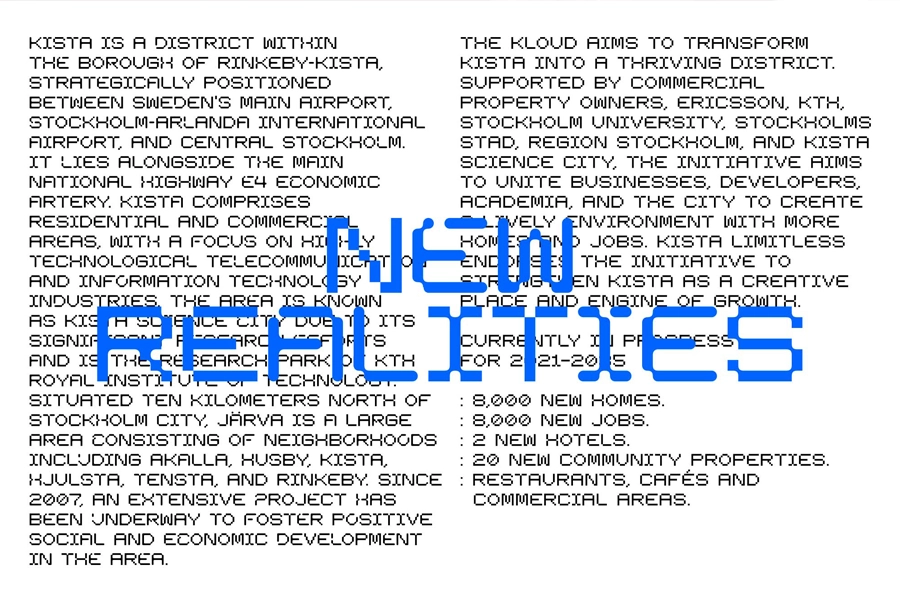 KISTA IS A DISTRICT WITHIN
THE BOROUGH OF RINKEBY-KISTA,
STRATEGICALLY POSITIONED
BETWEEN SWEDEN'S MAIN AIRPORT,
STOCKHOLM-ARLANDA INTERNATIONAL
AIRPORT, AND CENTRAL STOCKHOLM.
IT LIES ALONGSIDE THE MAIN
NATIONAL HIGHWAY E4 ECONOMIC
ARTERY. KISTA COMPRISES
RESIDENTIAL AND COMMERCIAL
AREAS, WITH A FOCUS ON HIGHLY
TECHNOLOGICAL TELECOMMUNICATION
AND INFORMATION TECHNOLOGY
INDUSTRIES. THE AREA IS KNOWN
AS KISTA SCIENCE CITY DUE TO ITS
SIGNIFICANT RESEARCH EFFORTS
AND IS THE RESEARCH PARK OF KTH
ROYAL INSTITUTE OF TECHNOLOGY.
SITUATED TEN KILOMETERS NORTH OF
STOCKHOLM CITY, JÄRVA IS A LARGE
AREA CONSISTING OF NEIGHBORHOODS
INCLUDING AKALLA, HUSBY, KISTA,
HJULSTA, TENSTA, AND RINKEBY. SINCE
2007, AN EXTENSIVE PROJECT HAS
BEEN UNDERWAY TO FOSTER POSITIVE
SOCIAL AND ECONOMIC DEVELOPMENT
IN THE AREA.
THE KLOUD AIMS TO TRANSFORM
KISTA INTO A THRIVING DISTRICT.
SUPPORTED BY COMMERCIAL
PROPERTY OWNERS, ERICSSON, KTH,
STOCKHOLM UNIVERSITY, STOCKHOLMS
STAD, REGION STOCKHOLM, AND KISTA
SCIENCE CITY, THE INITIATIVE AIMS
TO UNITE BUSINESSES, DEVELOPERS,
ACADEMIA, AND THE CITY TO CREATE
A LIVELY ENVIRONMENT WITH MORE
HOMES AND JOBS. KISTA LIMITLESS
ENDORSES THE INITIATIVE TO
STRENGTHEN KISTA AS A CREATIVE
PLACE AND ENGINE OF GROWTH.
CURRENTLY IN PROGRESS
FOR 2021-2035
: 8,000 NEW HOMES.
: 8,000 NEW JOBS.
: 2 NEW HOTELS.
: 20 NEW COMMUNITY PROPERTIES.
: RESTAURANTS, CAFÉS AND
COMMERCIAL AREAS.
NEW
REALITIES